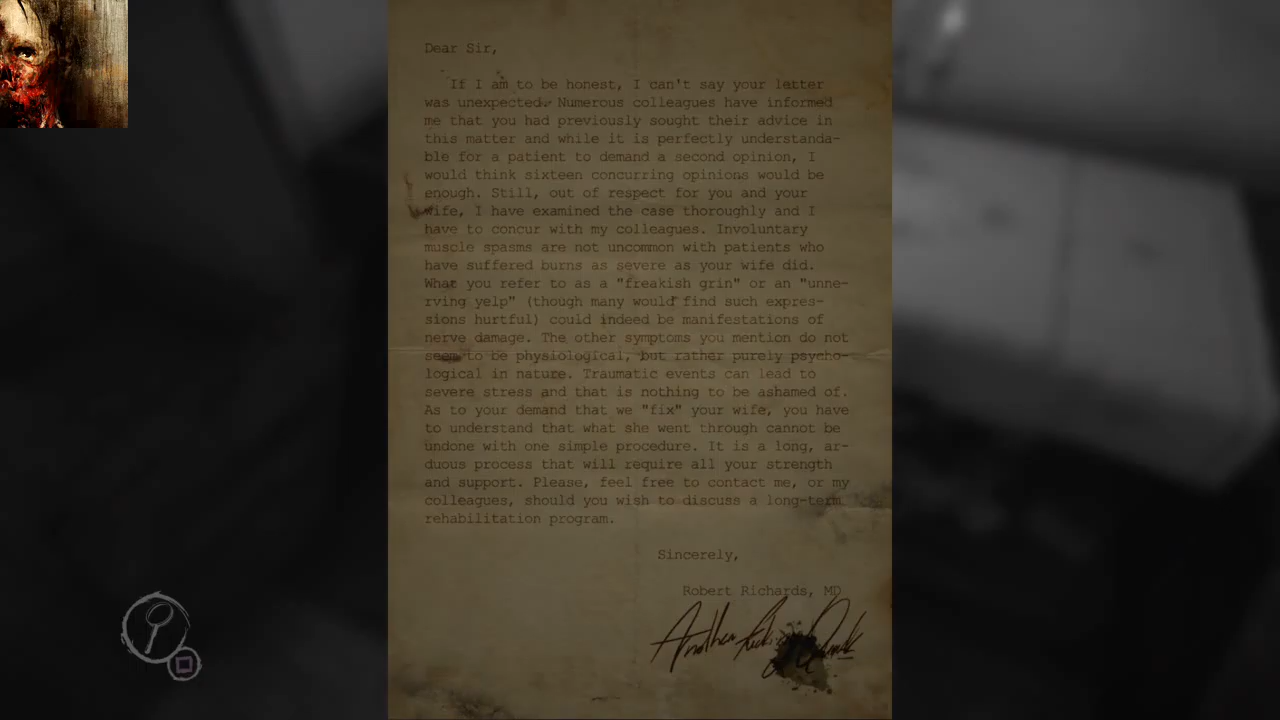 Dear Sir,
If I am to be honest, I can't say your letter
was unexpected. Numerous colleagues have informed
me that you had previously sought their advice in
this matter and while it is perfectly understanda-
ble for a patient to demand a second opinion, I
would think sixteen concurring opinions would be
enough. Still, out of respect for you and your
wife, I have examined the case thoroughly and I
have to concur with my colleagues. Involuntary
muscle spasms are not uncommon with patients who
have suffered burns as severe as your wife did.
What you refer to as a "freakish grin" or an "unne-
rving yelp" (though many would find such expres-
sions hurtful) could indeed be manifestations of
nerve damage. The other symptoms you mention do not
seem to be physiological, but rather purely psycho-
logical in nature. Traumatic events can lead to
severe stress and that is nothing to be ashamed of.
As to your demand that we "fix" your wife, you have
to understand that what she went through cannot be
undone with one simple procedure. It is a long, ar-
duous process that will require all your strength
and support. Please, feel free to contact me, or my
colleagues, should you wish to discuss a long-term
rehabilitation program.
Sincerely,
Robert Richards, MD
Another